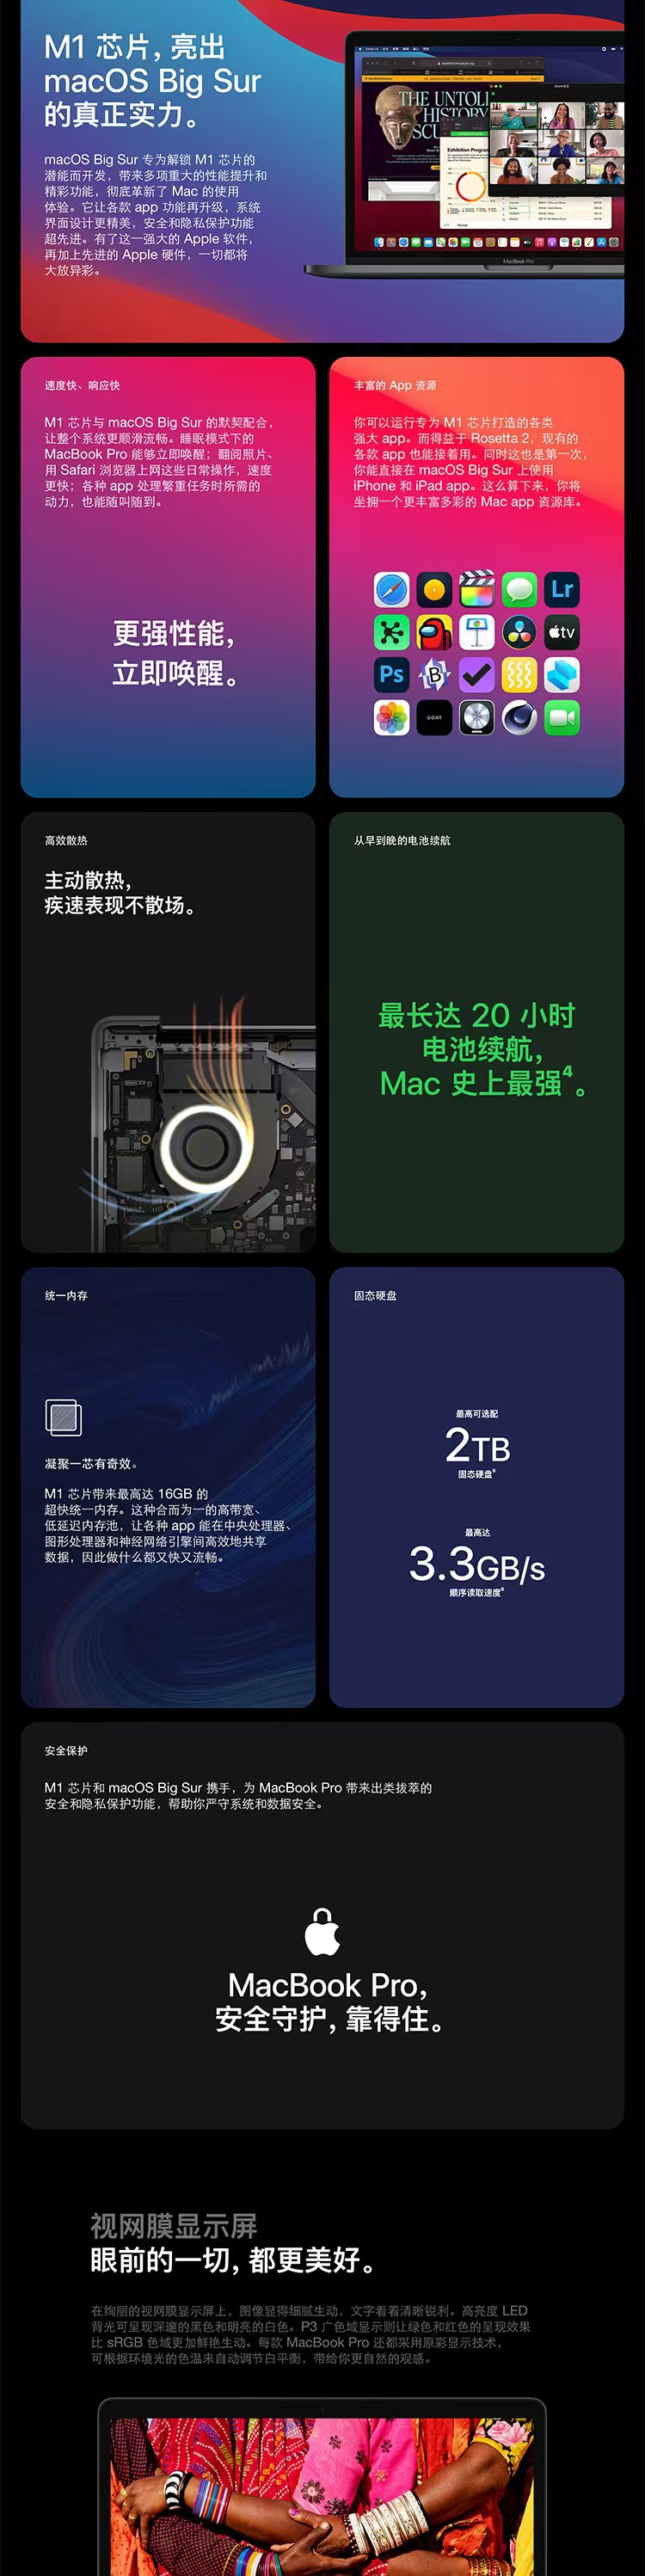 M1 芯片，亮出
macOS Big Sur
的真正实力。
macOS Big Sur 专为解锁 M1 芯片的
潜能而开发，带来多项重大的性能提升和
精彩功能，彻底革新了 Mac 的使用
体验。它让各款 app 功能再升级，系统
界面设计更精美，安全和隐私保护功能
超先进。有了这一强大的 Apple 软件，
再加上先进的 Apple 硬件，一切都将
大放异彩。
THE UNTOLD
HISTORY
Exhibition Program
MacBook Pro
速度快、响应快
M1 芯片与 macOS Big Sur 的默契配合，
让整个系统更顺滑流畅。睡眠模式下的
MacBook Pro 能够立即唤醒；翻阅照片、
用 Safari 浏览器上网这些日常操作，速度
更快；各种 app 处理繁重任务时所需的
动力，也能随叫随到。
更强性能，
立即唤醒。
丰富的 App 资源
你可以运行专为 M1 芯片打造的各类
强大 app。而得益于 Rosetta 2，现有的
各款 app 也能接着用。同时这也是第一次，
你能直接在 macOS Big Sur 上使用
iPhone 和 iPad app。这么算下来，你将
坐拥一个更丰富多彩的 Mac app 资源库。
Lr
tv
Ps
B
GOAT
高效散热
主动散热，
疾速表现不散场。
从早到晚的电池续航
最长达 20 小时
电池续航，
Mac 史上最强⁴。
统一内存
凝聚一芯有奇效。
M1 芯片带来最高达 16GB 的
超快统一内存。这种合而为一的高带宽、
低延迟内存池，让各种 app 能在中央处理器、
图形处理器和神经网络引擎间高效地共享
数据，因此做什么都又快又流畅。
固态硬盘
最高可选配
2TB
固态硬盘⁵
最高达
3.3GB/s
顺序读取速度⁶
安全保护
M1 芯片和 macOS Big Sur 携手，为 MacBook Pro 带来出类拔萃的
安全和隐私保护功能，帮助你严守系统和数据安全。
MacBook Pro，
安全守护，靠得住。
视网膜显示屏
眼前的一切，都更美好。
在绚丽的视网膜显示屏上，图像显得细腻生动，文字看着清晰锐利。高亮度 LED
背光可呈现深邃的黑色和明亮的白色。P3 广色域显示则让绿色和红色的呈现效果
比 sRGB 色域更加鲜艳生动。每款 MacBook Pro 还都采用原彩显示技术，
可根据环境光的色温来自动调节白平衡，带给你更自然的观感。